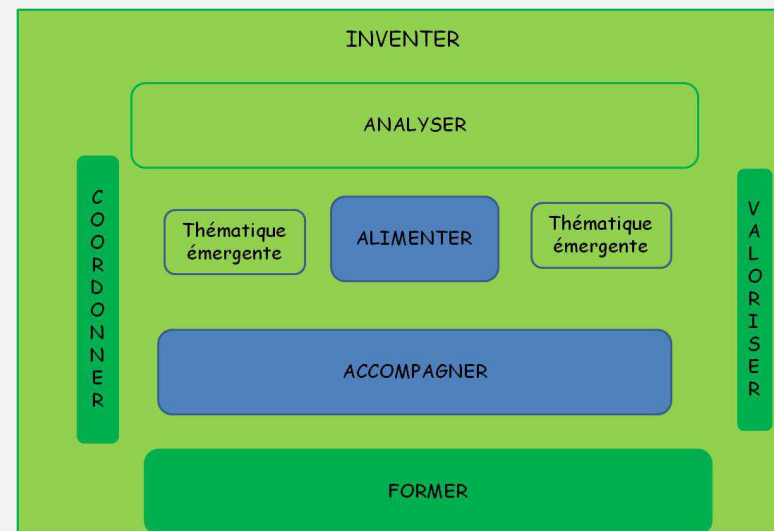 INVENTER
ANALYSER
COORDONNER
Thématique
émergente
ALIMENTER
Thématique
émergente
VALORISER
ACCOMPAGNER
FORMER